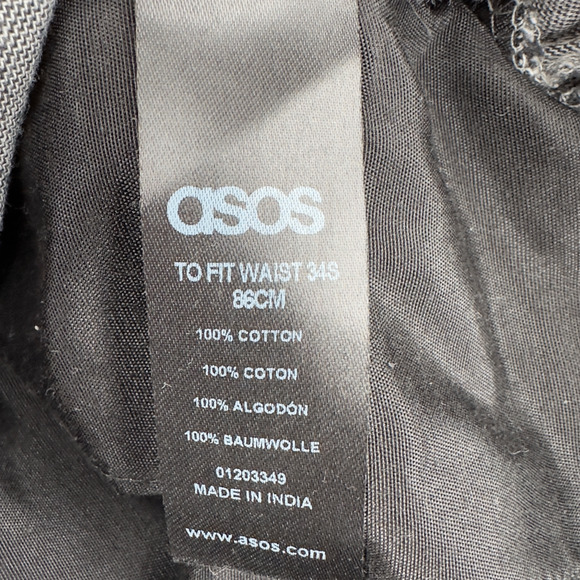 asos
TO FIT WAIST 34S
86CM
100% COTTON
100% COTON
100% ALGODÓN
100% BAUMWOLLE
01203349
MADE IN INDIA
www.asos.com